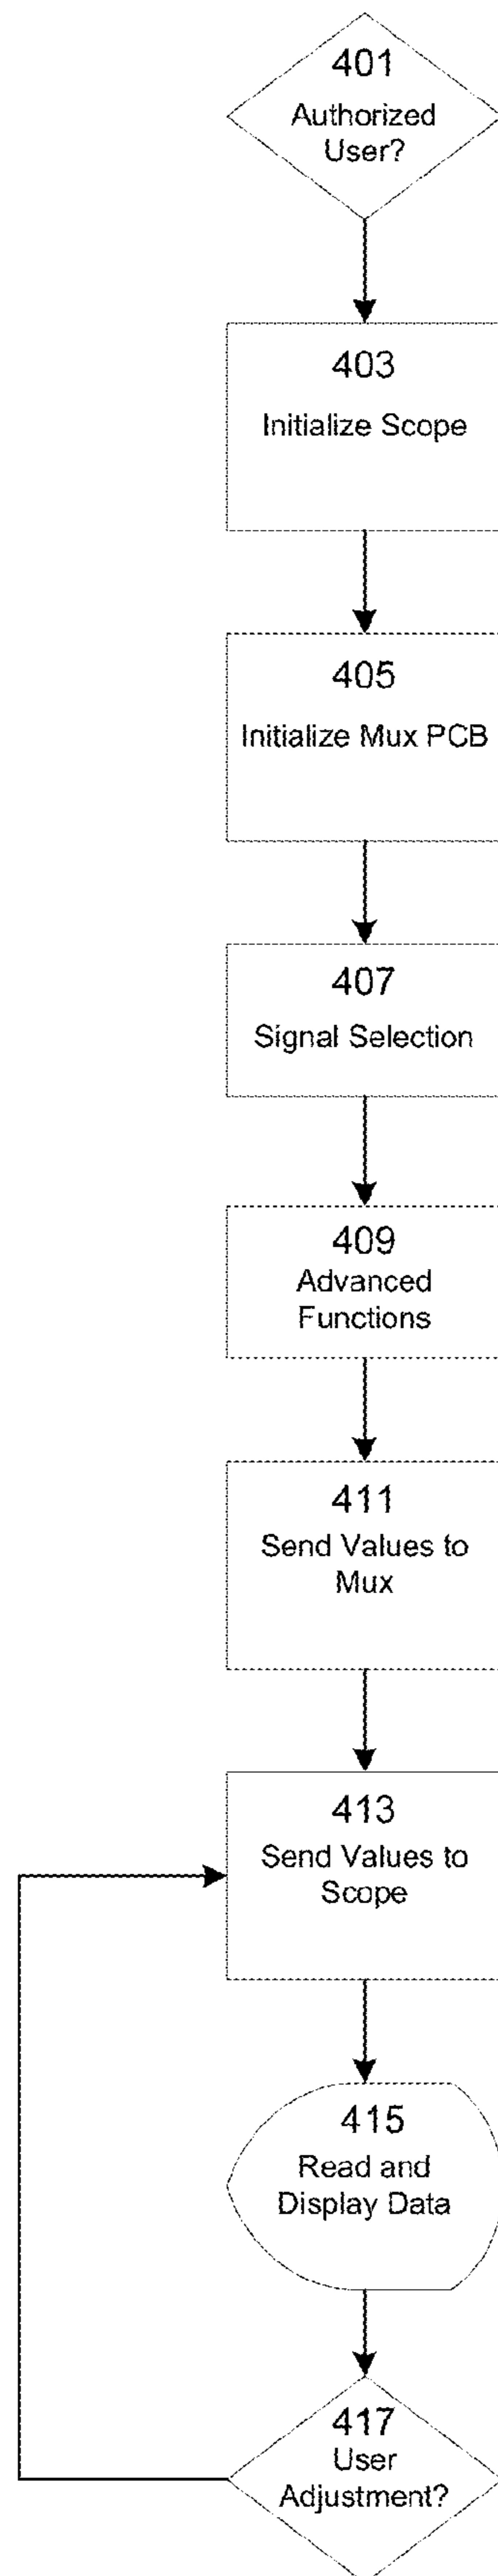 401
Authorized
User?
403
Initialize Scope
405
Initialize Mux PCB
407
Signal Selection
409
Advanced
Functions
411
Send Values to
Mux
413
Send Values to
Scope
415
Read and
Display Data
417
User
Adjustment?